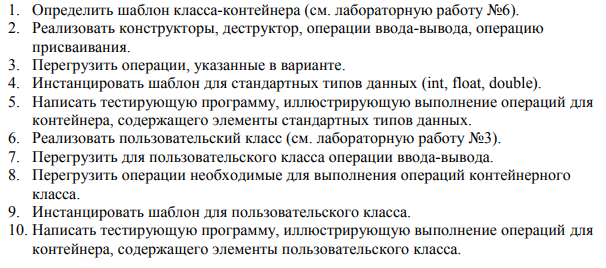 1. Определить шаблон класса-контейнера (см. лабораторную работу №6).
2. Реализовать конструкторы, деструктор, операции ввода-вывода, операцию
присваивания.
3. Перегрузить операции, указанные в варианте.
4. Инстанцировать шаблон для стандартных типов данных (int, float, double).
5. Написать тестирующую программу, иллюстрирующую выполнение операций для
контейнера, содержащего элементы стандартных типов данных.
6. Реализовать пользовательский класс (см. лабораторную работу №3).
7. Перегрузить для пользовательского класса операции ввода-вывода.
8. Перегрузить операции необходимые для выполнения операций контейнерного
класса.
9. Инстанцировать шаблон для пользовательского класса.
10. Написать тестирующую программу, иллюстрирующую выполнение операций для
контейнера, содержащего элементы пользовательского класса.